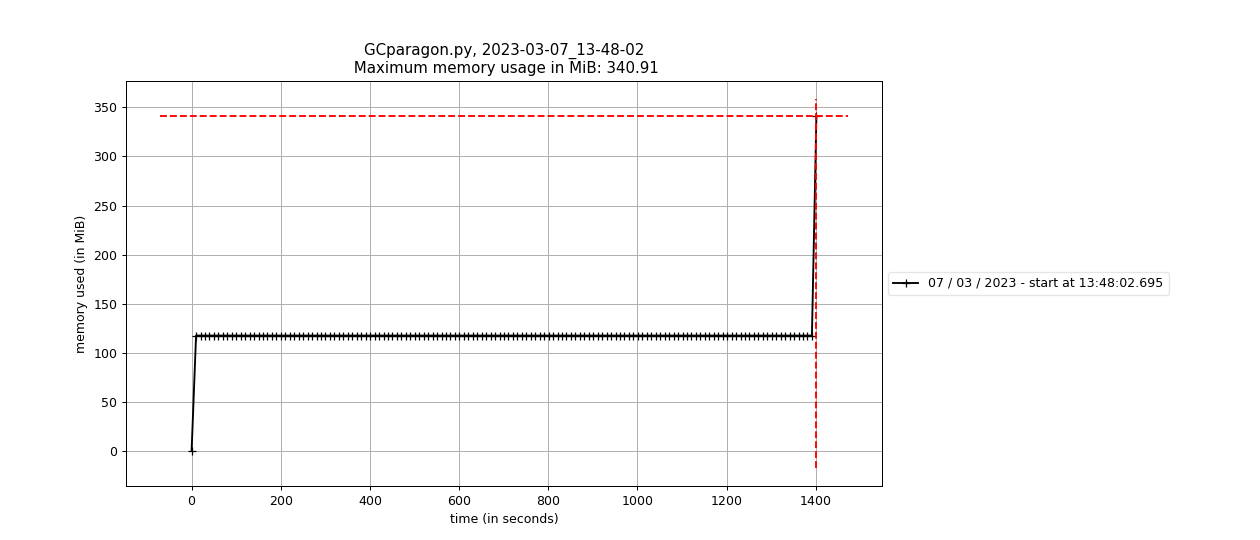 GCparagon.py, 2023-03-07_13-48-02
Maximum memory usage in MiB: 340.91
350
300
250
200
150
100
50
0
memory used (in MiB)
07 / 03 / 2023 - start at 13:48:02.695
0 200 400 600 800 1000 1200 1400
time (in seconds)